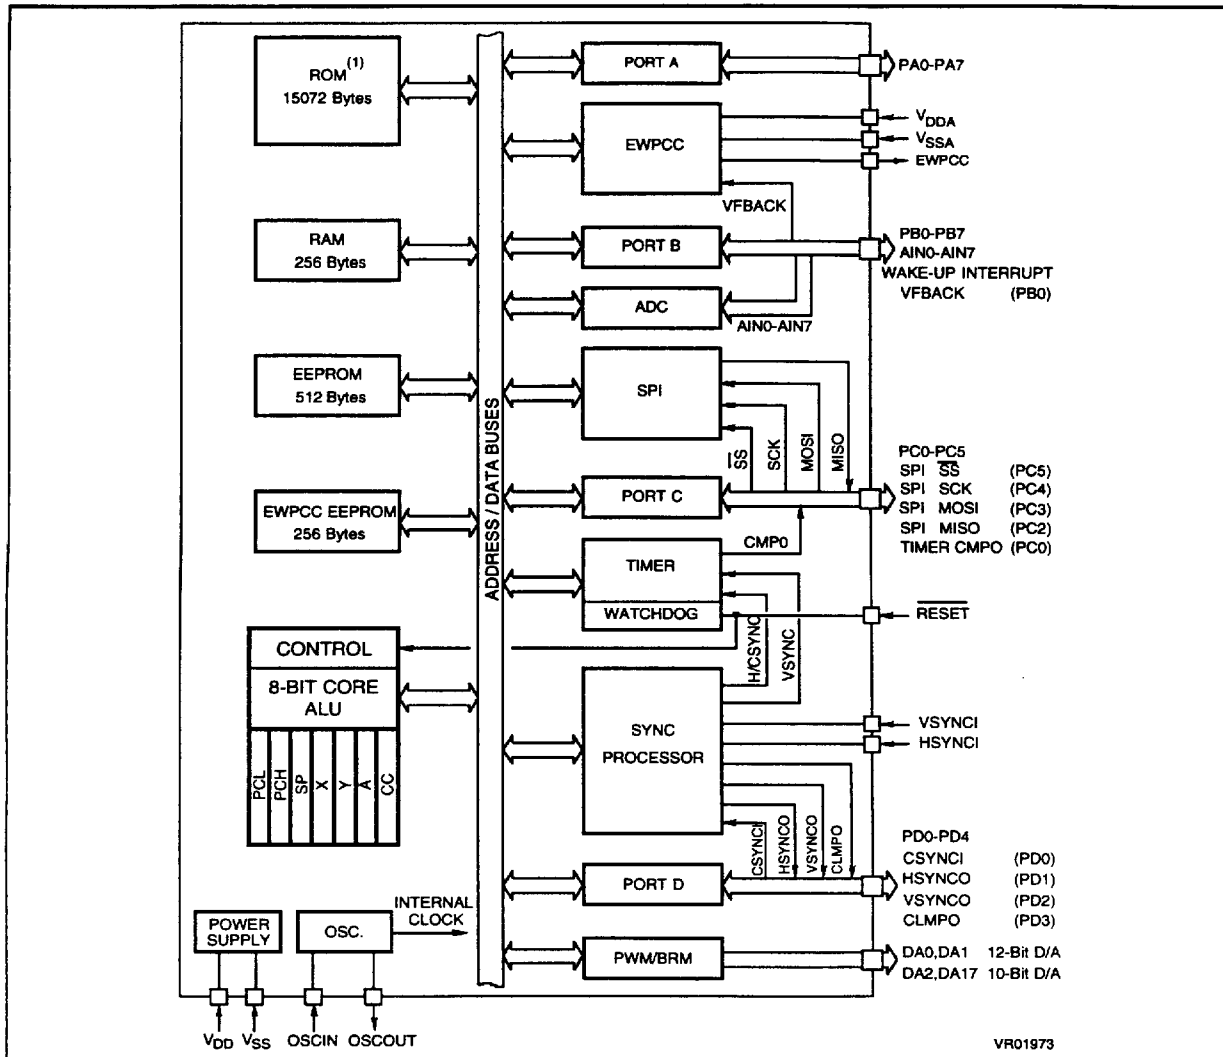 ROM(1)
15072 Bytes
RAM
256 Bytes
EEPROM
512 Bytes
EWPCC EEPROM
256 Bytes
CONTROL
8-BIT CORE
ALU
PCL
PCH
SP
X
Y
A
CC
POWER
SUPPLY
OSC.
INTERNAL
CLOCK
VDD
VSS
OSCIN
OSCOUT
ADDRESS / DATA BUSES
PORT A
PA0-PA7
EWPCC
VDDA
VSSA
EWPCC
VFBACK
PORT B
PB0-PB7
AIN0-AIN7
WAKE-UP INTERRUPT
VFBACK (PB0)
ADC
AIN0-AIN7
SPI
S̅S̅
SCK
MOSI
MISO
PORT C
PC0-PC5
SPI S̅S̅ (PC5)
SPI SCK (PC4)
SPI MOSI (PC3)
SPI MISO (PC2)
TIMER CMPO (PC0)
CMP0
TIMER
WATCHDOG
R̅E̅S̅E̅T̅
H/CSYNC
VSYNC
SYNC
PROCESSOR
VSYNCI
HSYNCI
CSYNCI
HSYNCO
VSYNCO
CLMPO
PORT D
PD0-PD4
CSYNCI (PD0)
HSYNCO (PD1)
VSYNCO (PD2)
CLMPO (PD3)
PWM/BRM
DA0,DA1 12-Bit D/A
DA2,DA17 10-Bit D/A
VR01973